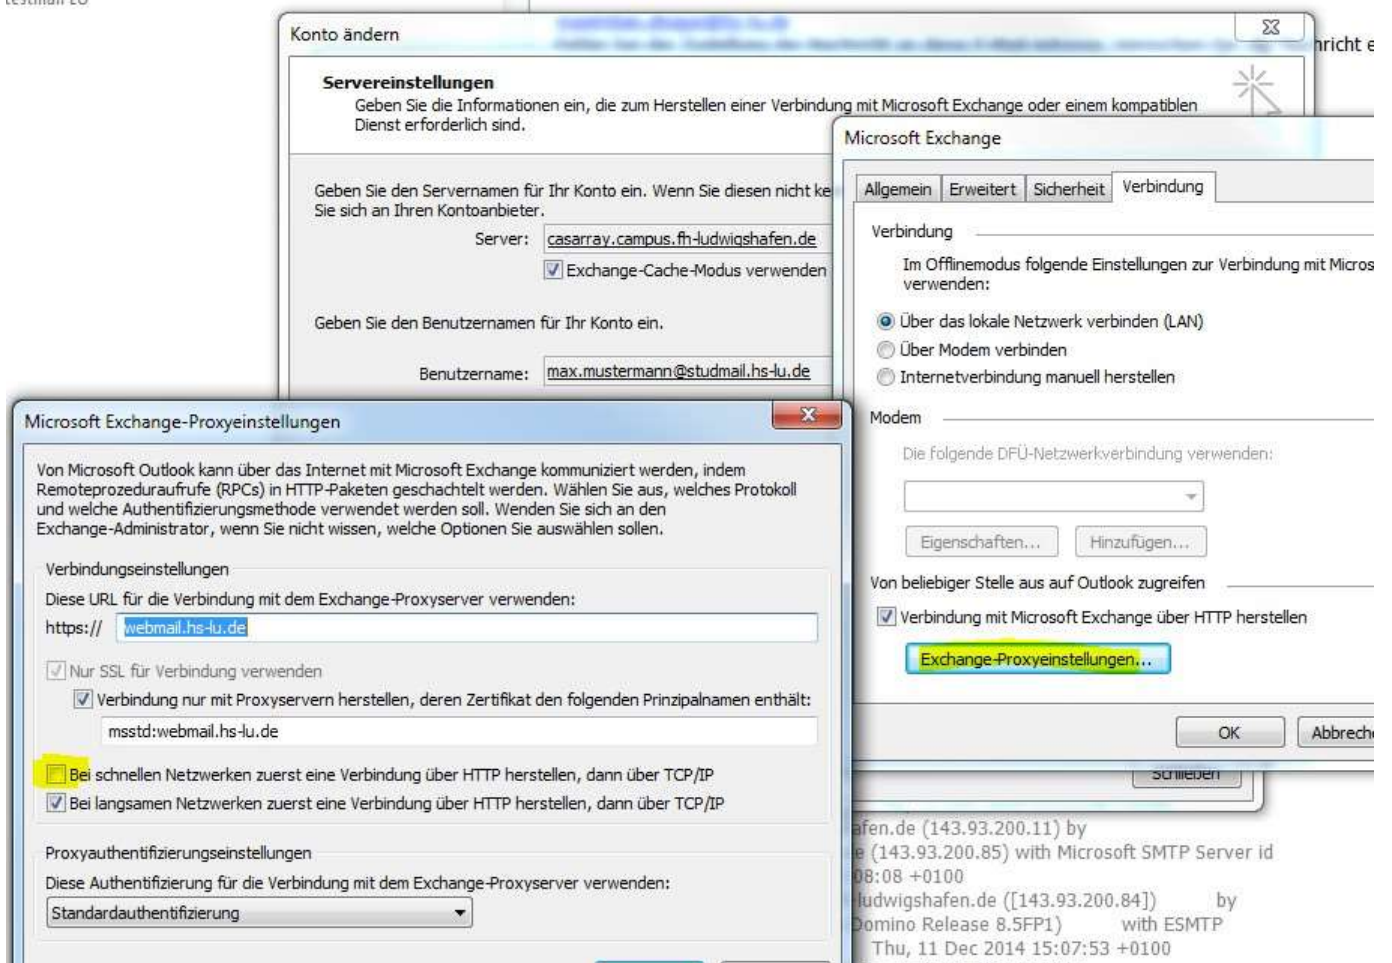 Konto ändern
nricht e
Servereinstellungen
Geben Sie die Informationen ein, die zum Herstellen einer Verbindung mit Microsoft Exchange oder einem kompatiblen
Dienst erforderlich sind.
Geben Sie den Servernamen für Ihr Konto ein. Wenn Sie diesen nicht ke
Sie sich an Ihren Kontoanbieter.
Server: casarray.campus.fh-ludwigshafen.de
Exchange-Cache-Modus verwenden
Geben Sie den Benutzernamen für Ihr Konto ein.
Benutzername: max.mustermann@studmail.hs-lu.de
Microsoft Exchange
Allgemein Erweitert Sicherheit Verbindung
Verbindung
Im Offlinemodus folgende Einstellungen zur Verbindung mit Micros
verwenden:
Über das lokale Netzwerk verbinden (LAN)
Über Modem verbinden
Internetverbindung manuell herstellen
Modem
Die folgende DFÜ-Netzwerkverbindung verwenden:
Eigenschaften... Hinzufügen...
Von beliebiger Stelle aus auf Outlook zugreifen
Verbindung mit Microsoft Exchange über HTTP herstellen
Exchange-Proxyeinstellungen...
OK Abbreche
Schließen
Microsoft Exchange-Proxyeinstellungen
Von Microsoft Outlook kann über das Internet mit Microsoft Exchange kommuniziert werden, indem
Remoteprozeduraufrufe (RPCs) in HTTP-Paketen geschachtelt werden. Wählen Sie aus, welches Protokoll
und welche Authentifizierungsmethode verwendet werden soll. Wenden Sie sich an den
Exchange-Administrator, wenn Sie nicht wissen, welche Optionen Sie auswählen sollen.
Verbindungseinstellungen
Diese URL für die Verbindung mit dem Exchange-Proxyserver verwenden:
https:// webmail.hs-lu.de
Nur SSL für Verbindung verwenden
Verbindung nur mit Proxyservern herstellen, deren Zertifikat den folgenden Prinzipalnamen enthält:
msstd:webmail.hs-lu.de
Bei schnellen Netzwerken zuerst eine Verbindung über HTTP herstellen, dann über TCP/IP
Bei langsamen Netzwerken zuerst eine Verbindung über HTTP herstellen, dann über TCP/IP
Proxyauthentifizierungseinstellungen
Diese Authentifizierung für die Verbindung mit dem Exchange-Proxyserver verwenden:
Standardauthentifizierung
afen.de (143.93.200.11) by
e (143.93.200.85) with Microsoft SMTP Server id
08:08 +0100
ludwigshafen.de ([143.93.200.84]) by
Domino Release 8.5FP1) with ESMTP
Thu, 11 Dec 2014 15:07:53 +0100